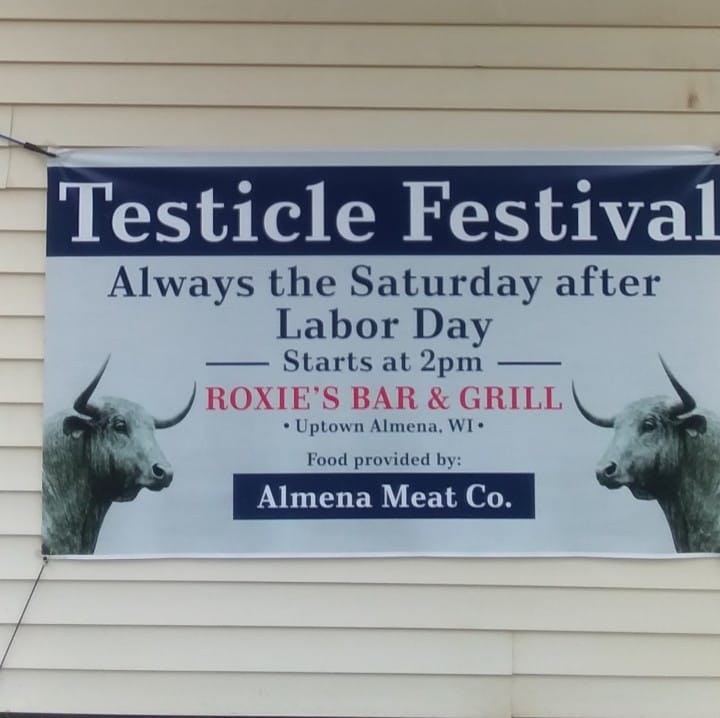 Testicle Festival
Always the Saturday after
Labor Day
Starts at 2pm
ROXIE'S BAR & GRILL
• Uptown Almena, WI •
Food provided by:
Almena Meat Co.